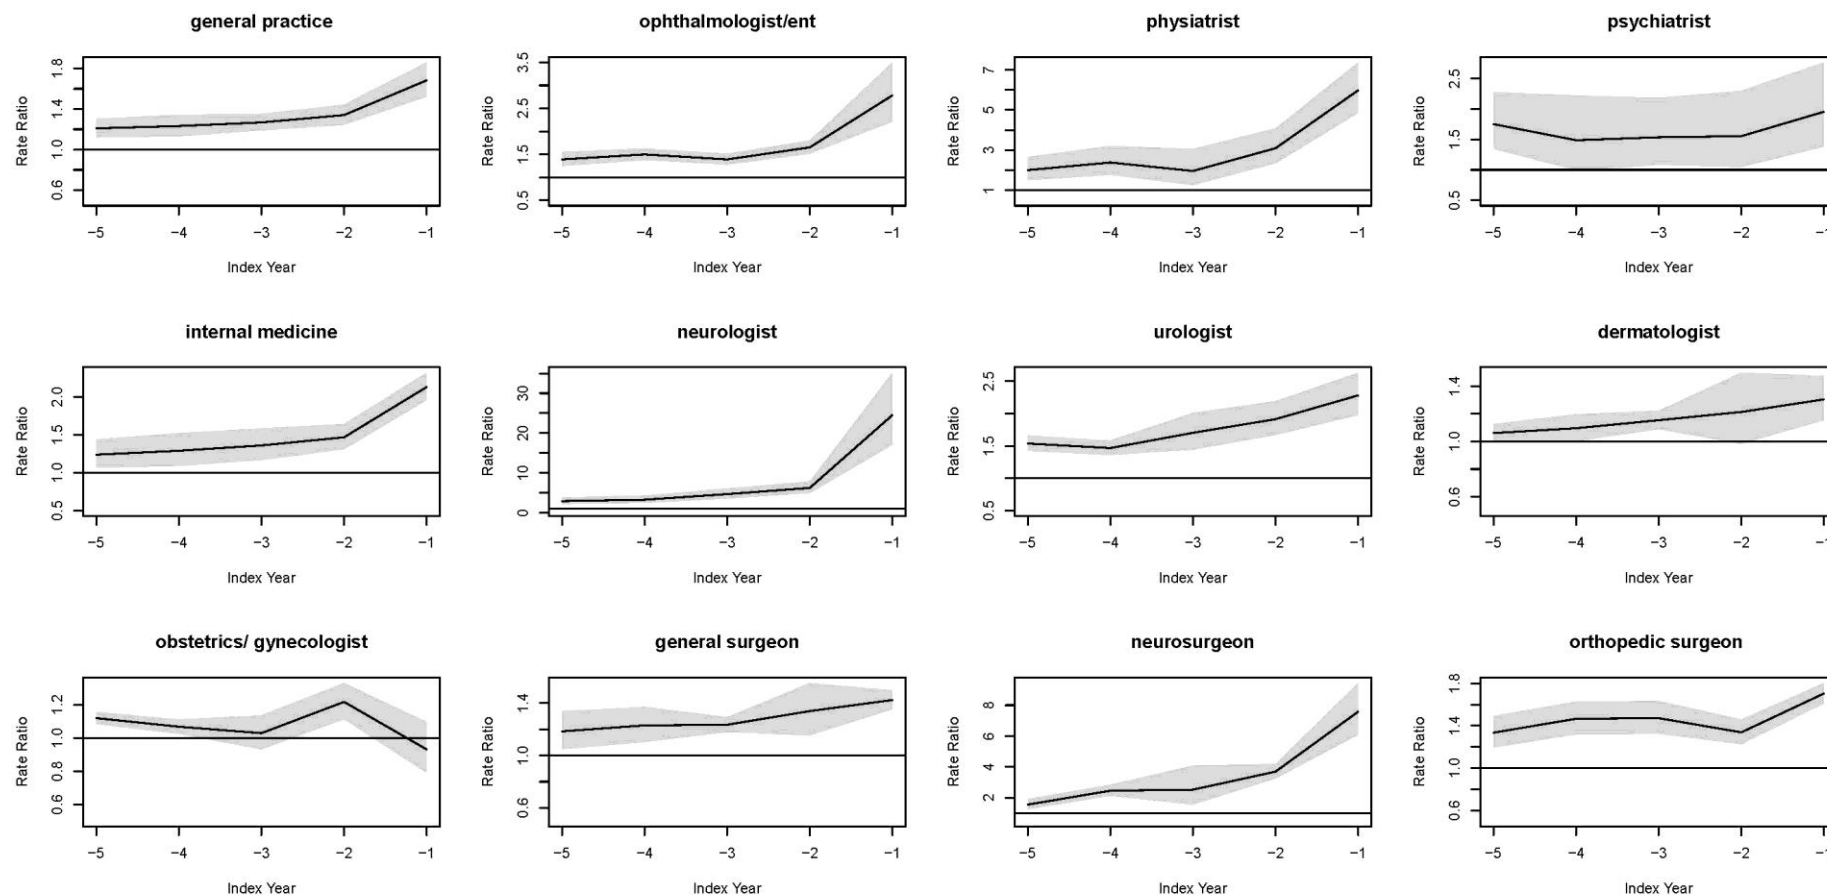 general practice
Rate Ratio
0.6 1.0 1.4 1.8
−5 −4 −3 −2 −1
Index Year
ophthalmologist/ent
Rate Ratio
0.5 1.5 2.5 3.5
−5 −4 −3 −2 −1
Index Year
physiatrist
Rate Ratio
1 3 5 7
−5 −4 −3 −2 −1
Index Year
psychiatrist
Rate Ratio
0.5 1.5 2.5
−5 −4 −3 −2 −1
Index Year
internal medicine
Rate Ratio
0.5 1.0 1.5 2.0
−5 −4 −3 −2 −1
Index Year
neurologist
Rate Ratio
0 10 20 30
−5 −4 −3 −2 −1
Index Year
urologist
Rate Ratio
0.5 1.5 2.5
−5 −4 −3 −2 −1
Index Year
dermatologist
Rate Ratio
0.6 1.0 1.4
−5 −4 −3 −2 −1
Index Year
obstetrics/ gynecologist
Rate Ratio
0.6 0.8 1.0 1.2
−5 −4 −3 −2 −1
Index Year
general surgeon
Rate Ratio
0.6 1.0 1.4
−5 −4 −3 −2 −1
Index Year
neurosurgeon
Rate Ratio
2 4 6 8
−5 −4 −3 −2 −1
Index Year
orthopedic surgeon
Rate Ratio
0.6 1.0 1.4 1.8
−5 −4 −3 −2 −1
Index Year